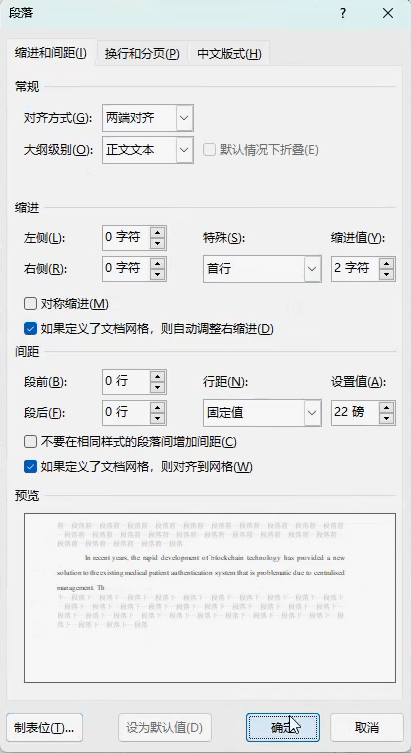 段落 ?
缩进和间距(I) 换行和分页(P) 中文版式(H)
常规
对齐方式(G): 两端对齐
大纲级别(O): 正文文本 默认情况下折叠(E)
缩进
左侧(L): 0 字符 特殊(S): 缩进值(Y):
右侧(R): 0 字符 首行 2 字符
对称缩进(M)
如果定义了文档网格，则自动调整右缩进(D)
间距
段前(B): 0 行 行距(N): 设置值(A):
段后(F): 0 行 固定值 22 磅
不要在相同样式的段落间增加间距(C)
如果定义了文档网格，则对齐到网格(W)
预览
In recent years, the rapid development of blockchain technology has provided a new
solution to the existing medical patient authentication system that is problematic due to centralised
management. Th
制表位(T)... 设为默认值(D) 确定 取消